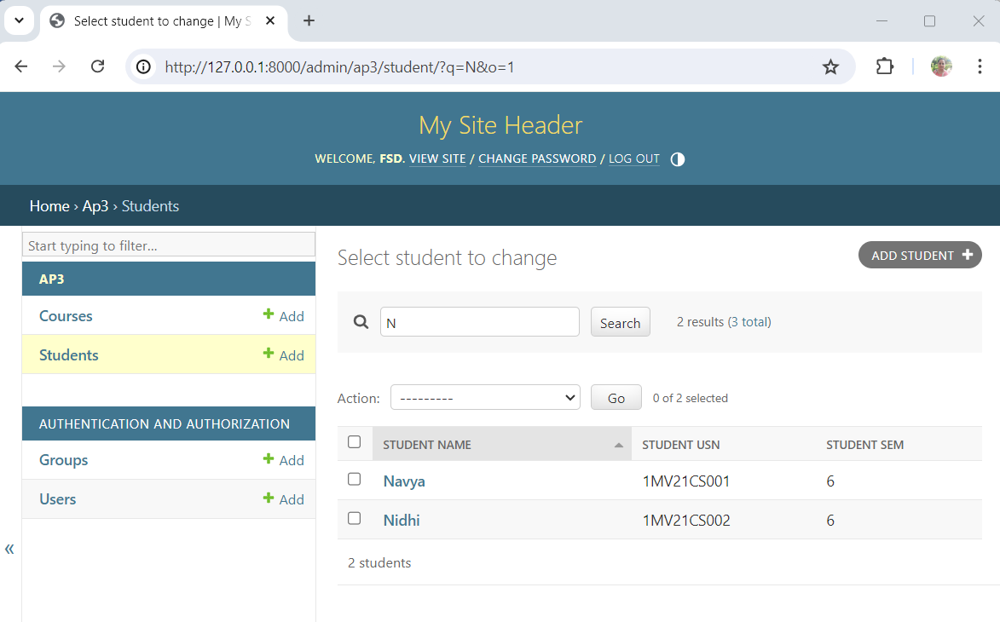 Select student to change | My S
http://127.0.0.1:8000/admin/ap3/student/?q=N&o=1
My Site Header
WELCOME, FSD. VIEW SITE / CHANGE PASSWORD / LOG OUT
Home › Ap3 › Students
Start typing to filter...
AP3
Courses + Add
Students + Add
AUTHENTICATION AND AUTHORIZATION
Groups + Add
Users + Add
«
Select student to change
ADD STUDENT +
N Search 2 results (3 total)
Action: --------- Go 0 of 2 selected
STUDENT NAME STUDENT USN STUDENT SEM
Navya 1MV21CS001 6
Nidhi 1MV21CS002 6
2 students